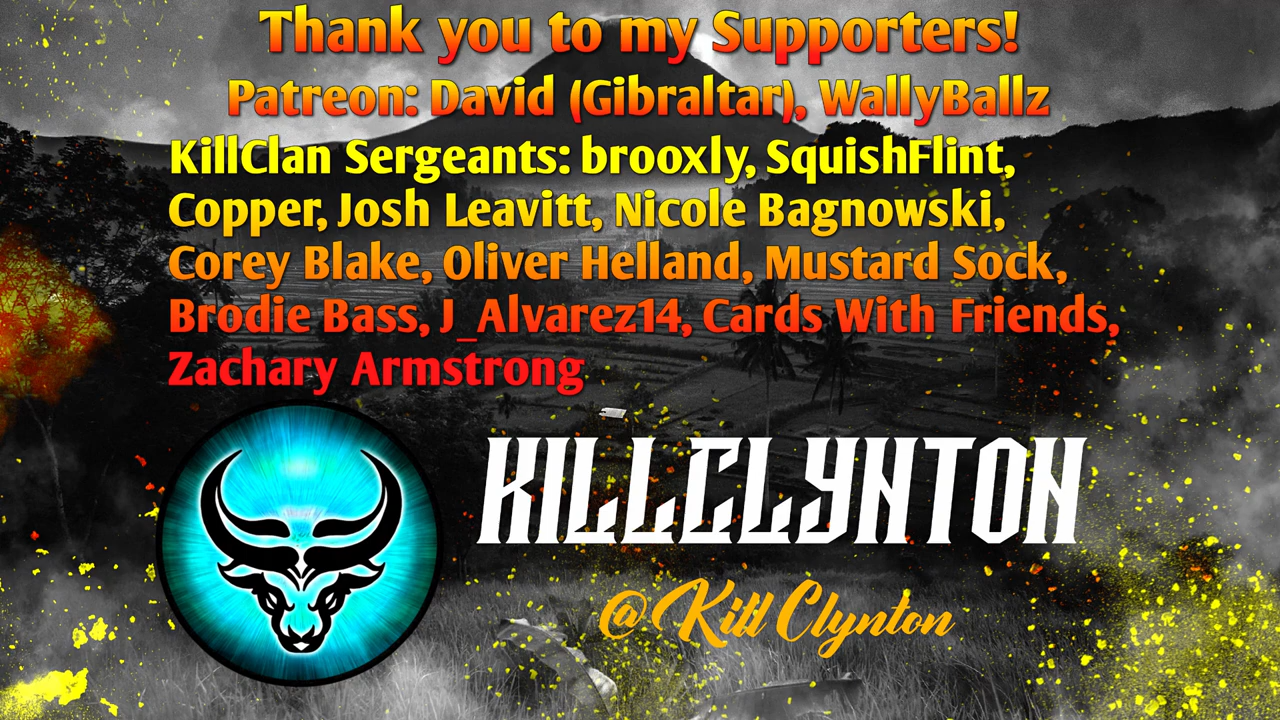 Thank you to my Supporters!
Patreon: David (Gibraltar), WallyBallz
KillClan Sergeants: brooxly, SquishFlint,
Copper, Josh Leavitt, Nicole Bagnowski,
Corey Blake, Oliver Helland, Mustard Sock,
Brodie Bass, J_Alvarez14, Cards With Friends,
Zachary Armstrong
KILLCLYNTON
@KillClynton